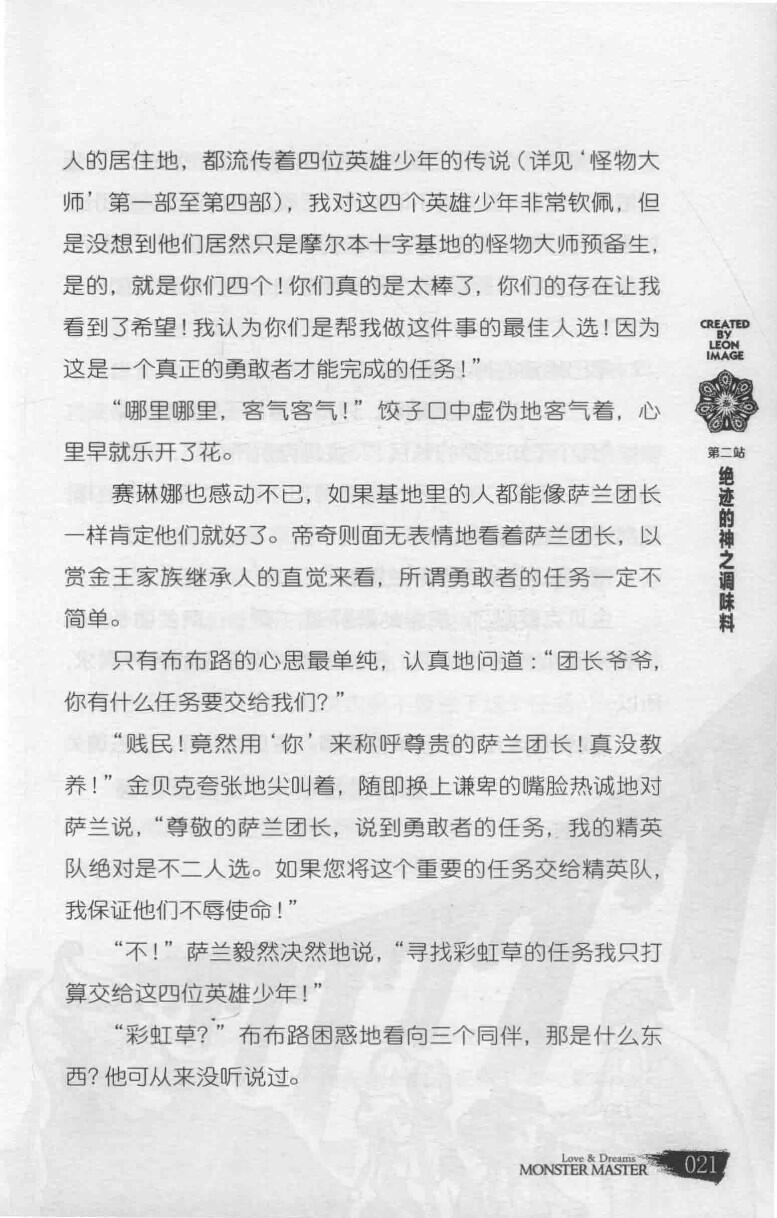 人的居住地，都流传着四位英雄少年的传说（详见‘怪物大
师’第一部至第四部），我对这四个英雄少年非常钦佩，但
是没想到他们居然只是摩尔本十字基地的怪物大师预备生，
是的，就是你们四个！你们真的是太棒了，你们的存在让我
看到了希望！我认为你们是帮我做这件事的最佳人选！因为
这是一个真正的勇敢者才能完成的任务！”
“哪里哪里，客气客气！”饺子口中虚伪地客气着，心
里早就乐开了花。
赛琳娜也感动不已，如果基地里的人都能像萨兰团长
一样肯定他们就好了。帝奇则面无表情地看着萨兰团长，以
赏金王家族继承人的直觉来看，所谓勇敢者的任务一定不
简单。
只有布布路的心思最单纯，认真地问道：“团长爷爷，
你有什么任务要交给我们？”
“贱民！竟然用‘你’来称呼尊贵的萨兰团长！真没教
养！”金贝克夸张地尖叫着，随即换上谦卑的嘴脸热诚地对
萨兰说，“尊敬的萨兰团长，说到勇敢者的任务，我的精英
队绝对是不二人选。如果您将这个重要的任务交给精英队，
我保证他们不辱使命！”
“不！”萨兰毅然决然地说，“寻找彩虹草的任务我只打
算交给这四位英雄少年！”
“彩虹草？”布布路困惑地看向三个同伴，那是什么东
西？他可从来没听说过。
CREATED
BY
LEON
IMAGE
第二站
绝迹的神之调味料
Love & Dreams
MONSTER MASTER
021